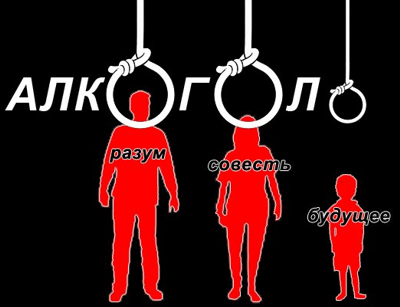 АЛКОГОЛЬ
разум
совесть
будущее